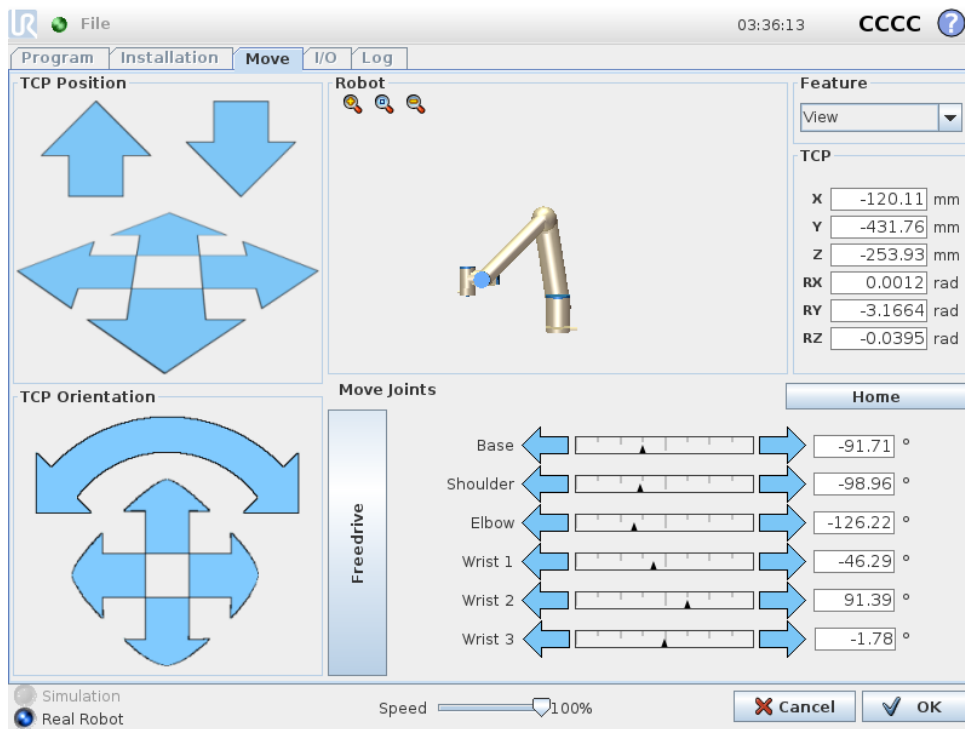 UR File 03:36:13 CCCC ?
Program Installation Move I/O Log
TCP Position
Robot
Feature
View
TCP
X -120.11 mm
Y -431.76 mm
Z -253.93 mm
RX 0.0012 rad
RY -3.1664 rad
RZ -0.0395 rad
TCP Orientation
Move Joints
Home
Freedrive
Base -91.71 °
Shoulder -98.96 °
Elbow -126.22 °
Wrist 1 -46.29 °
Wrist 2 91.39 °
Wrist 3 -1.78 °
Simulation
Real Robot
Speed 100%
Cancel OK